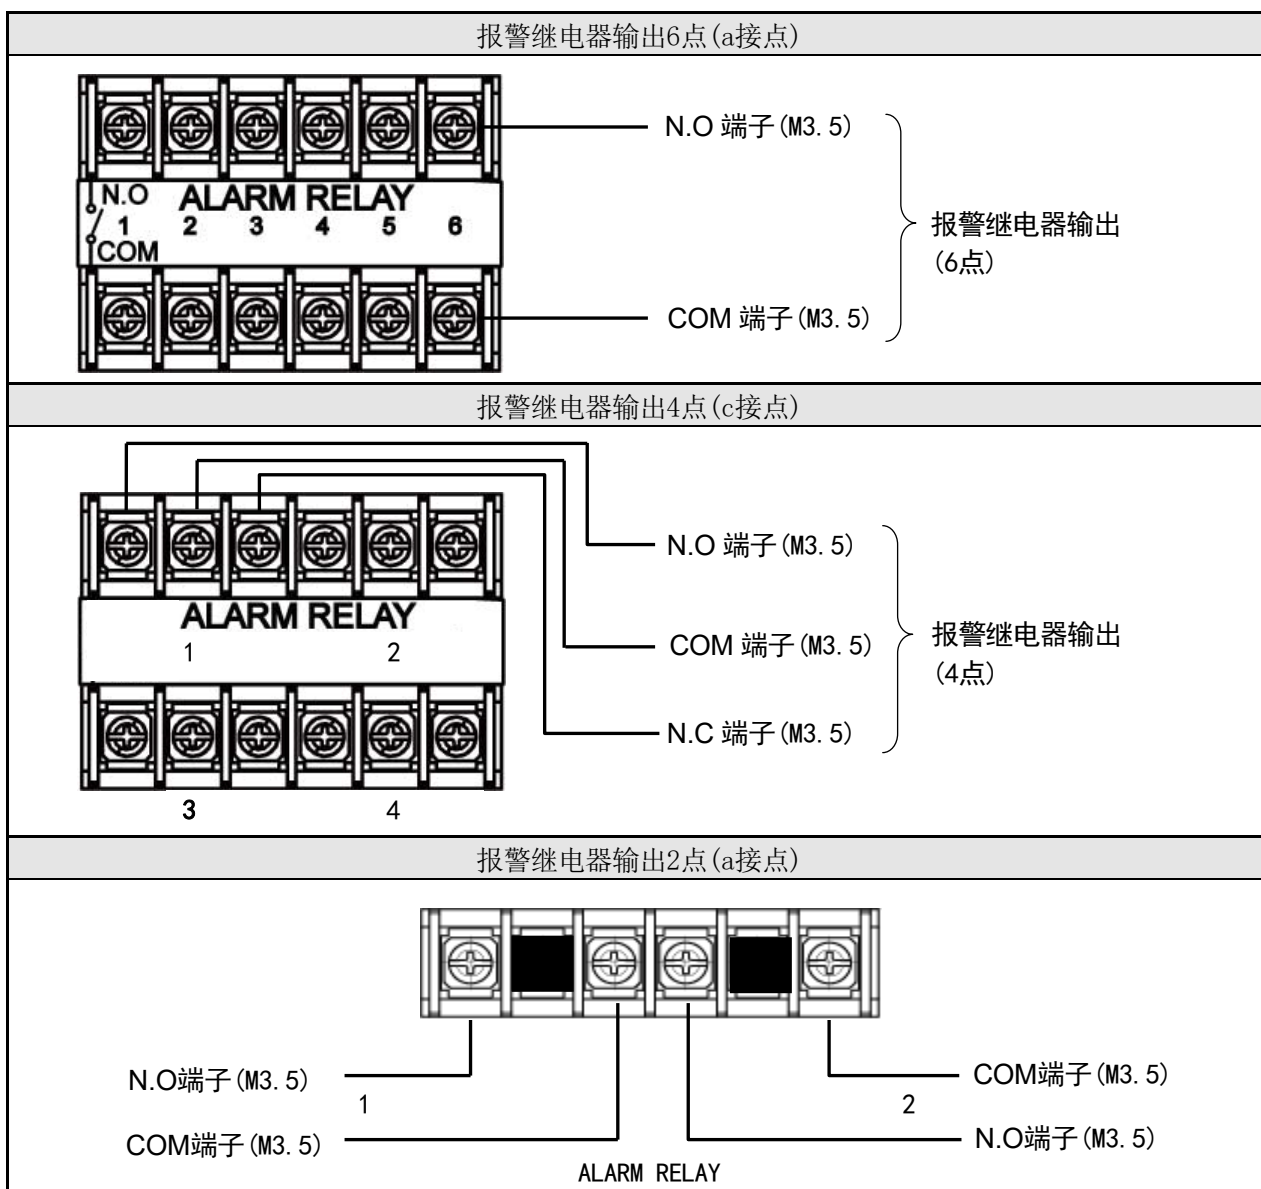 报警继电器输出6点(a接点)
N.O 端子(M3.5)
N.O ALARM RELAY
1 2 3 4 5 6
COM
报警继电器输出
(6点)
COM 端子(M3.5)
报警继电器输出4点(c接点)
N.O 端子(M3.5)
ALARM RELAY
1 2
COM 端子(M3.5)
报警继电器输出
(4点)
N.C 端子(M3.5)
3 4
报警继电器输出2点(a接点)
N.O端子(M3.5)
COM端子(M3.5)
1 2
COM端子(M3.5)
N.O端子(M3.5)
ALARM RELAY